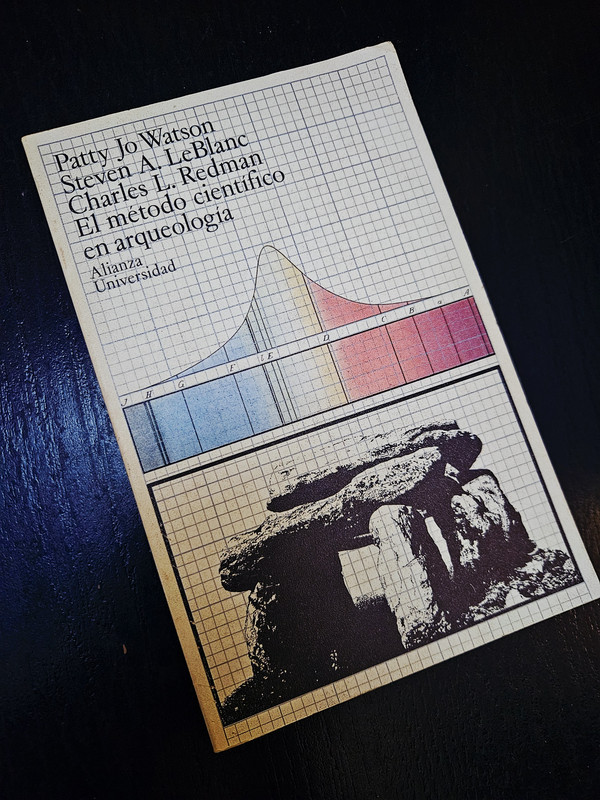 Patty Jo Watson
Steven A. LeBlanc
Charles L. Redman
El método científico
en arqueología
Alianza
Universidad
J H G F E D C B a A